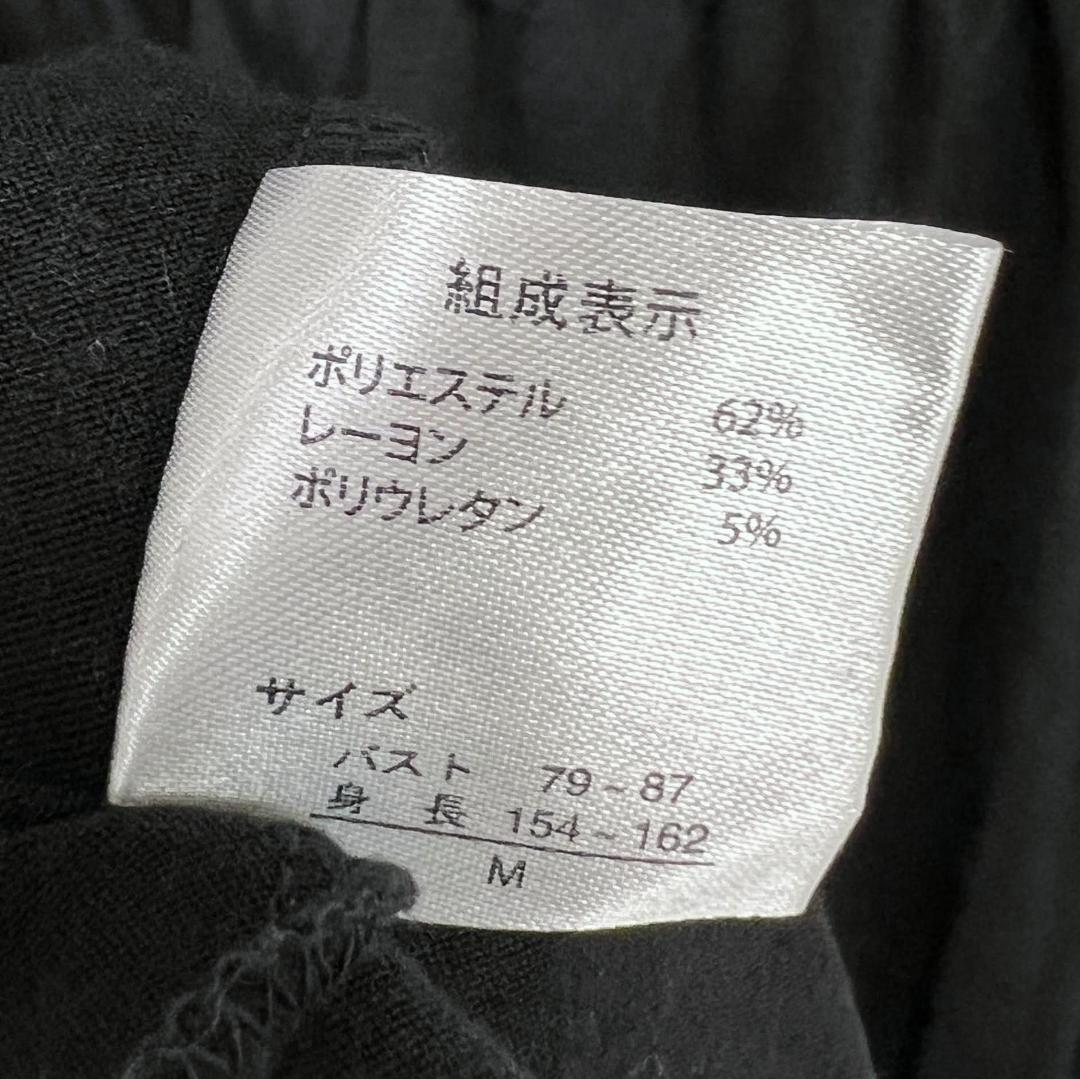 組成表示
ポリエステル 62%
レーヨン 33%
ポリウレタン 5%
サイズ
バスト 79~87
身 長 154~162
M